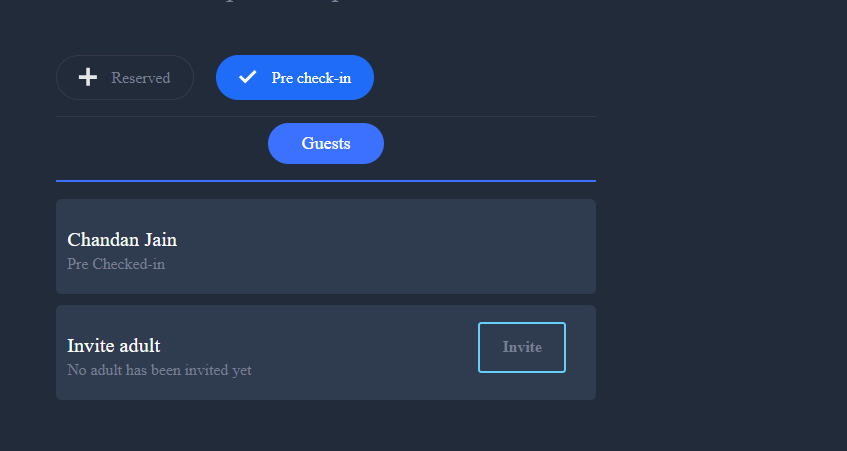 Reserved
Pre check-in
Guests
Chandan Jain
Pre Checked-in
Invite adult
No adult has been invited yet
Invite